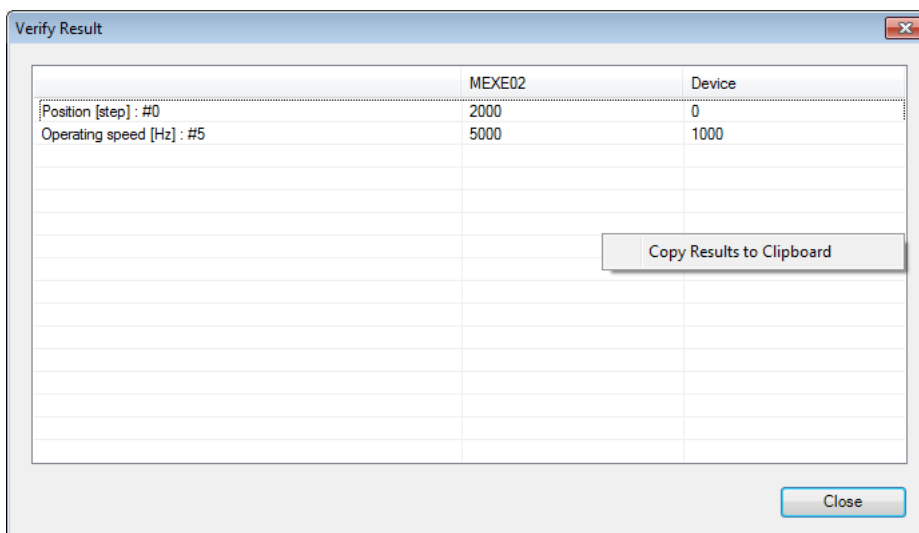 Verify Result
MEXE02 Device
Position [step] : #0 2000 0
Operating speed [Hz] : #5 5000 1000
Copy Results to Clipboard
Close